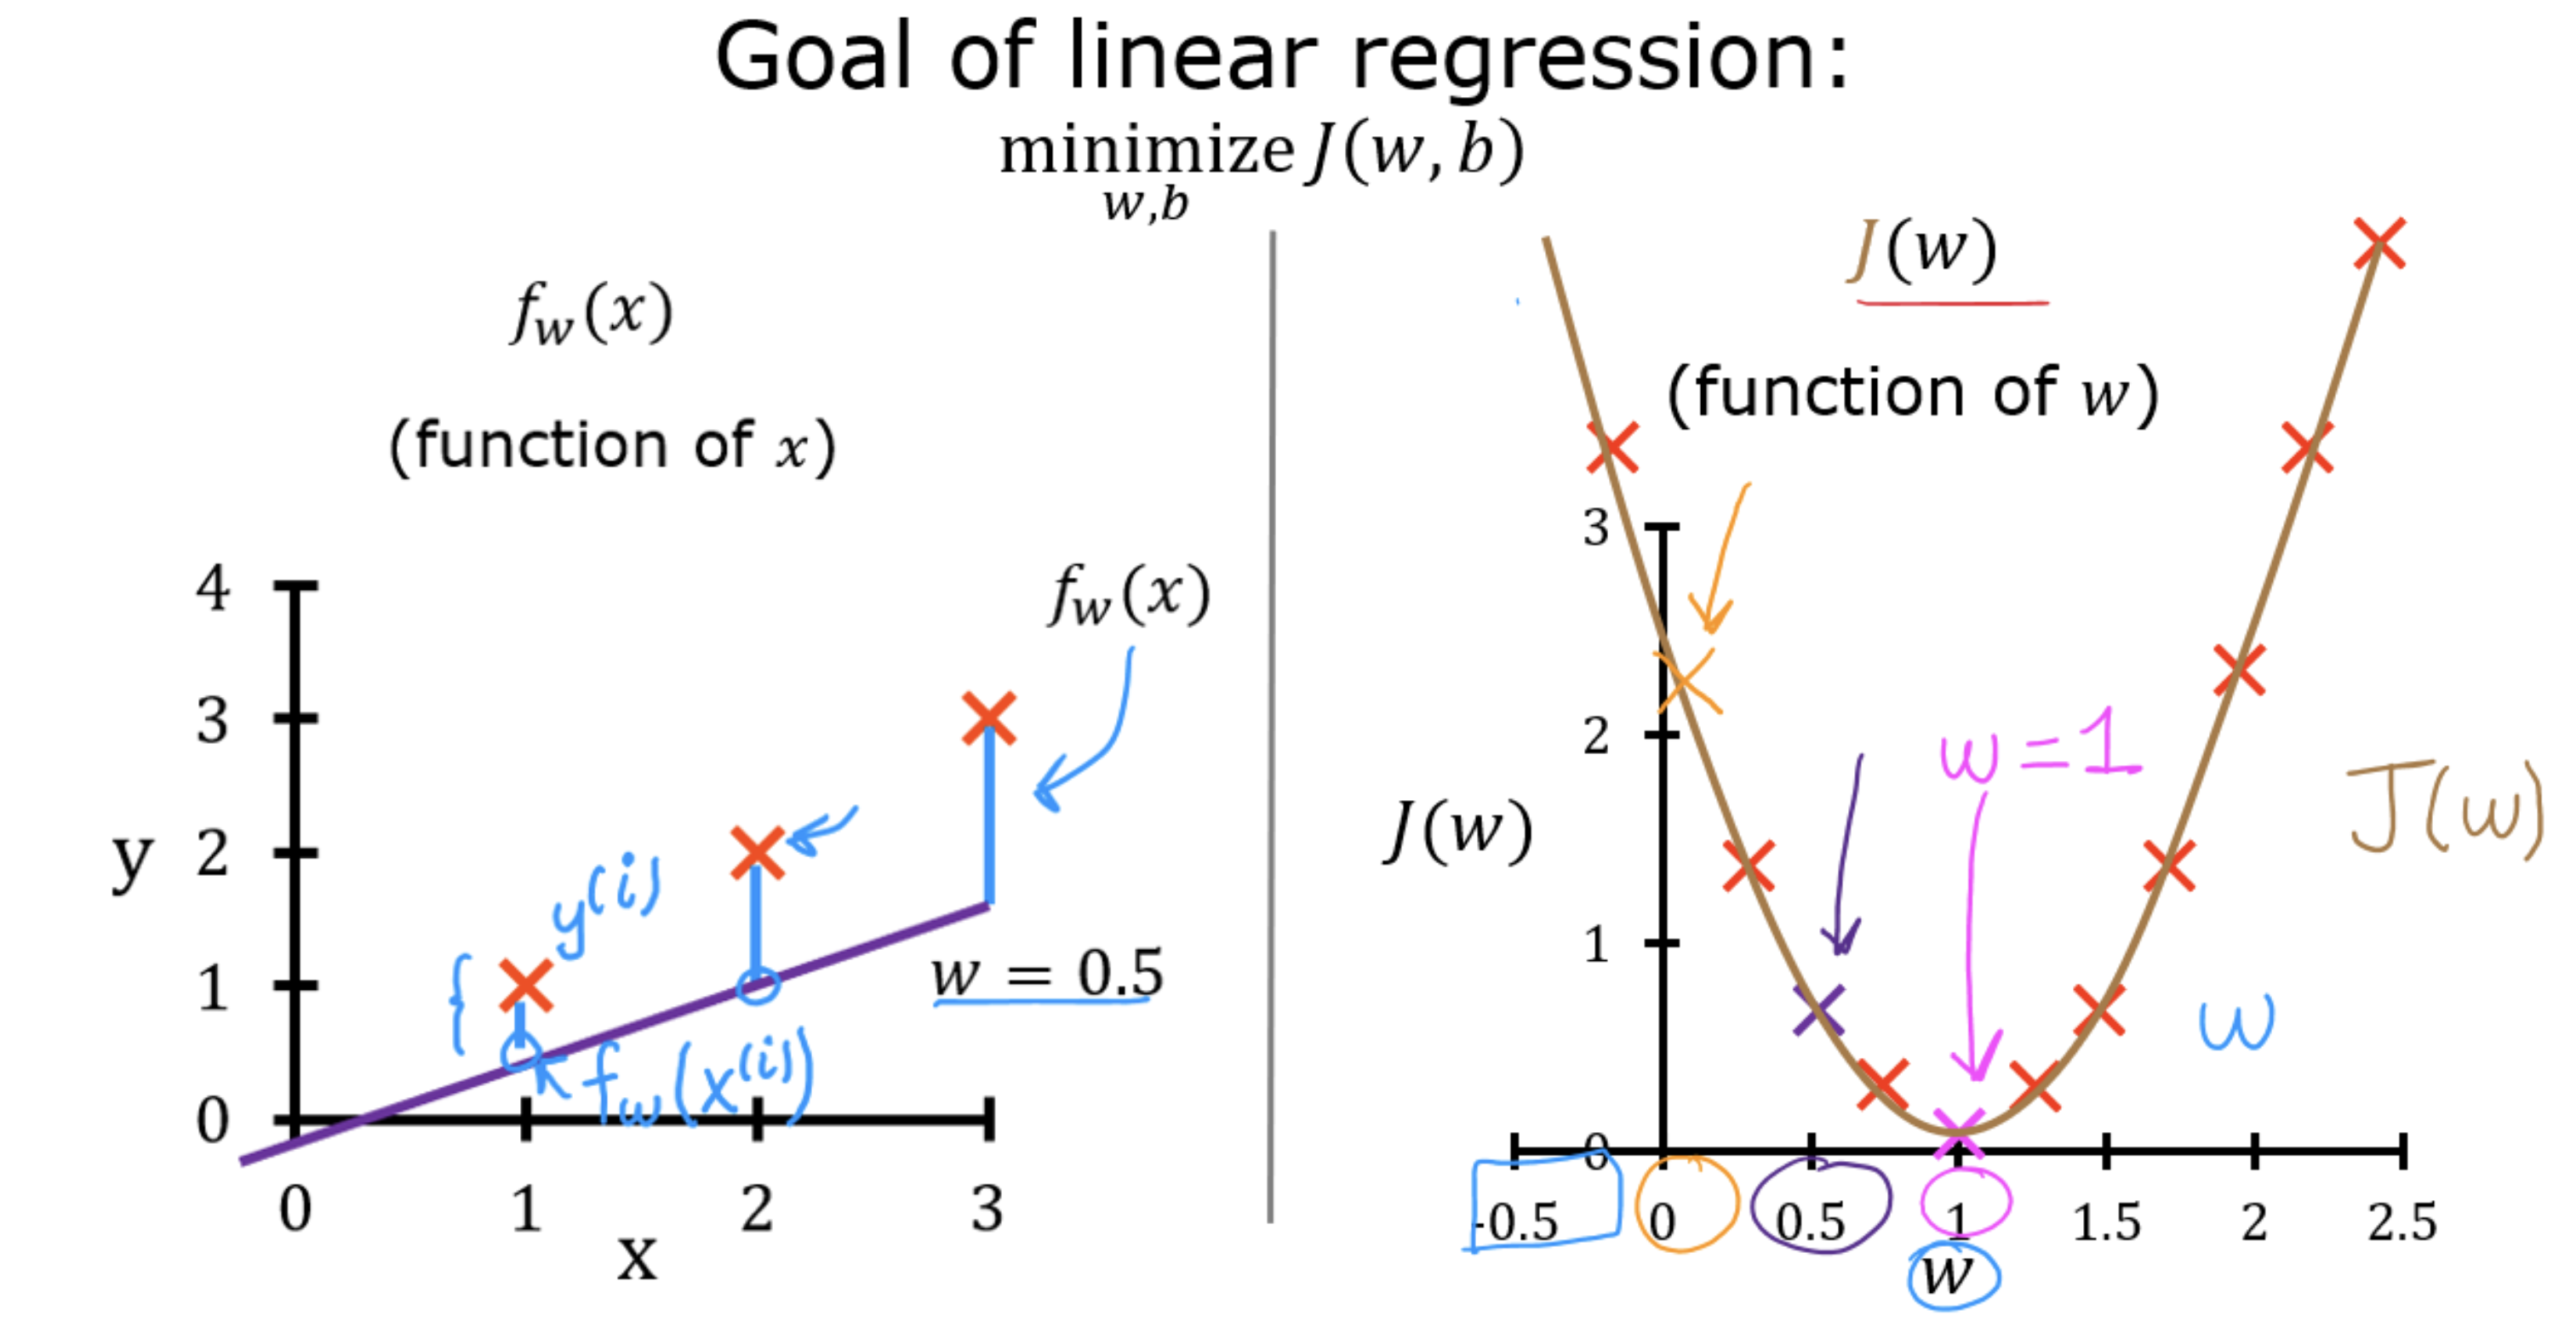 Goal of linear regression:
minimize J(w, b)
w,b
f_w(x)
(function of x)
f_w(x)
4
3
2
1
0
y
y^(i)
f_w(x^(i))
w = 0.5
0 1 2 3
x
J(w)
(function of w)
3
2
1
0
w=1
J(w)
J(w)
w
-0.5 0 0.5 1 1.5 2 2.5
w